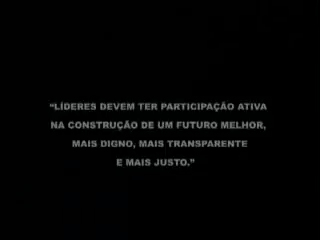 “LÍDERES DEVEM TER PARTICIPAÇÃO ATIVA
NA CONSTRUÇÃO DE UM FUTURO MELHOR,
MAIS DIGNO, MAIS TRANSPARENTE
E MAIS JUSTO.”